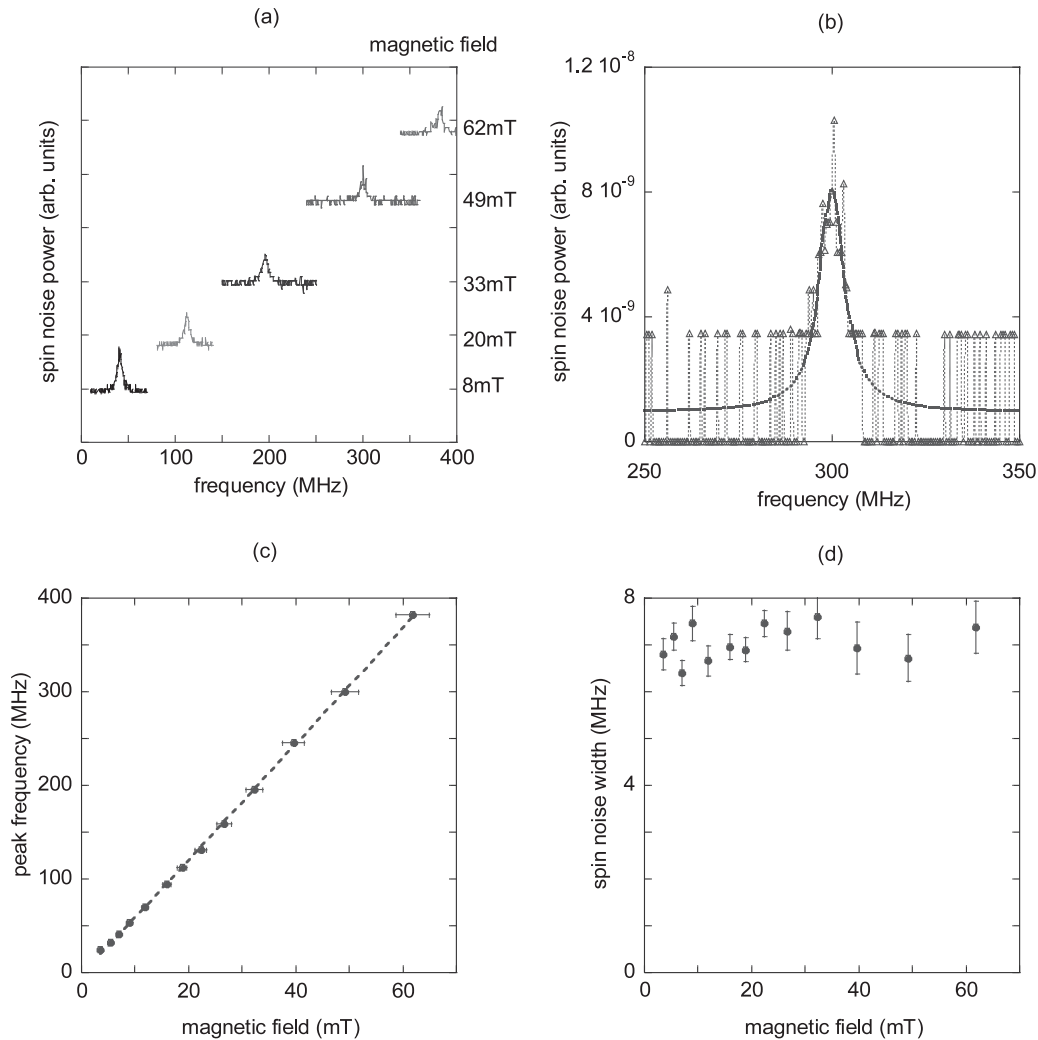 (a)
magnetic field
spin noise power (arb. units)
62mT
49mT
33mT
20mT
8mT
0 100 200 300 400
frequency (MHz)
(b)
1.2 10-8
8 10-9
4 10-9
0
spin noise power (arb. units)
250 300 350
frequency (MHz)
(c)
400
300
200
100
0
peak frequency (MHz)
0 20 40 60
magnetic field (mT)
(d)
8
4
0
spin noise width (MHz)
0 20 40 60
magnetic field (mT)